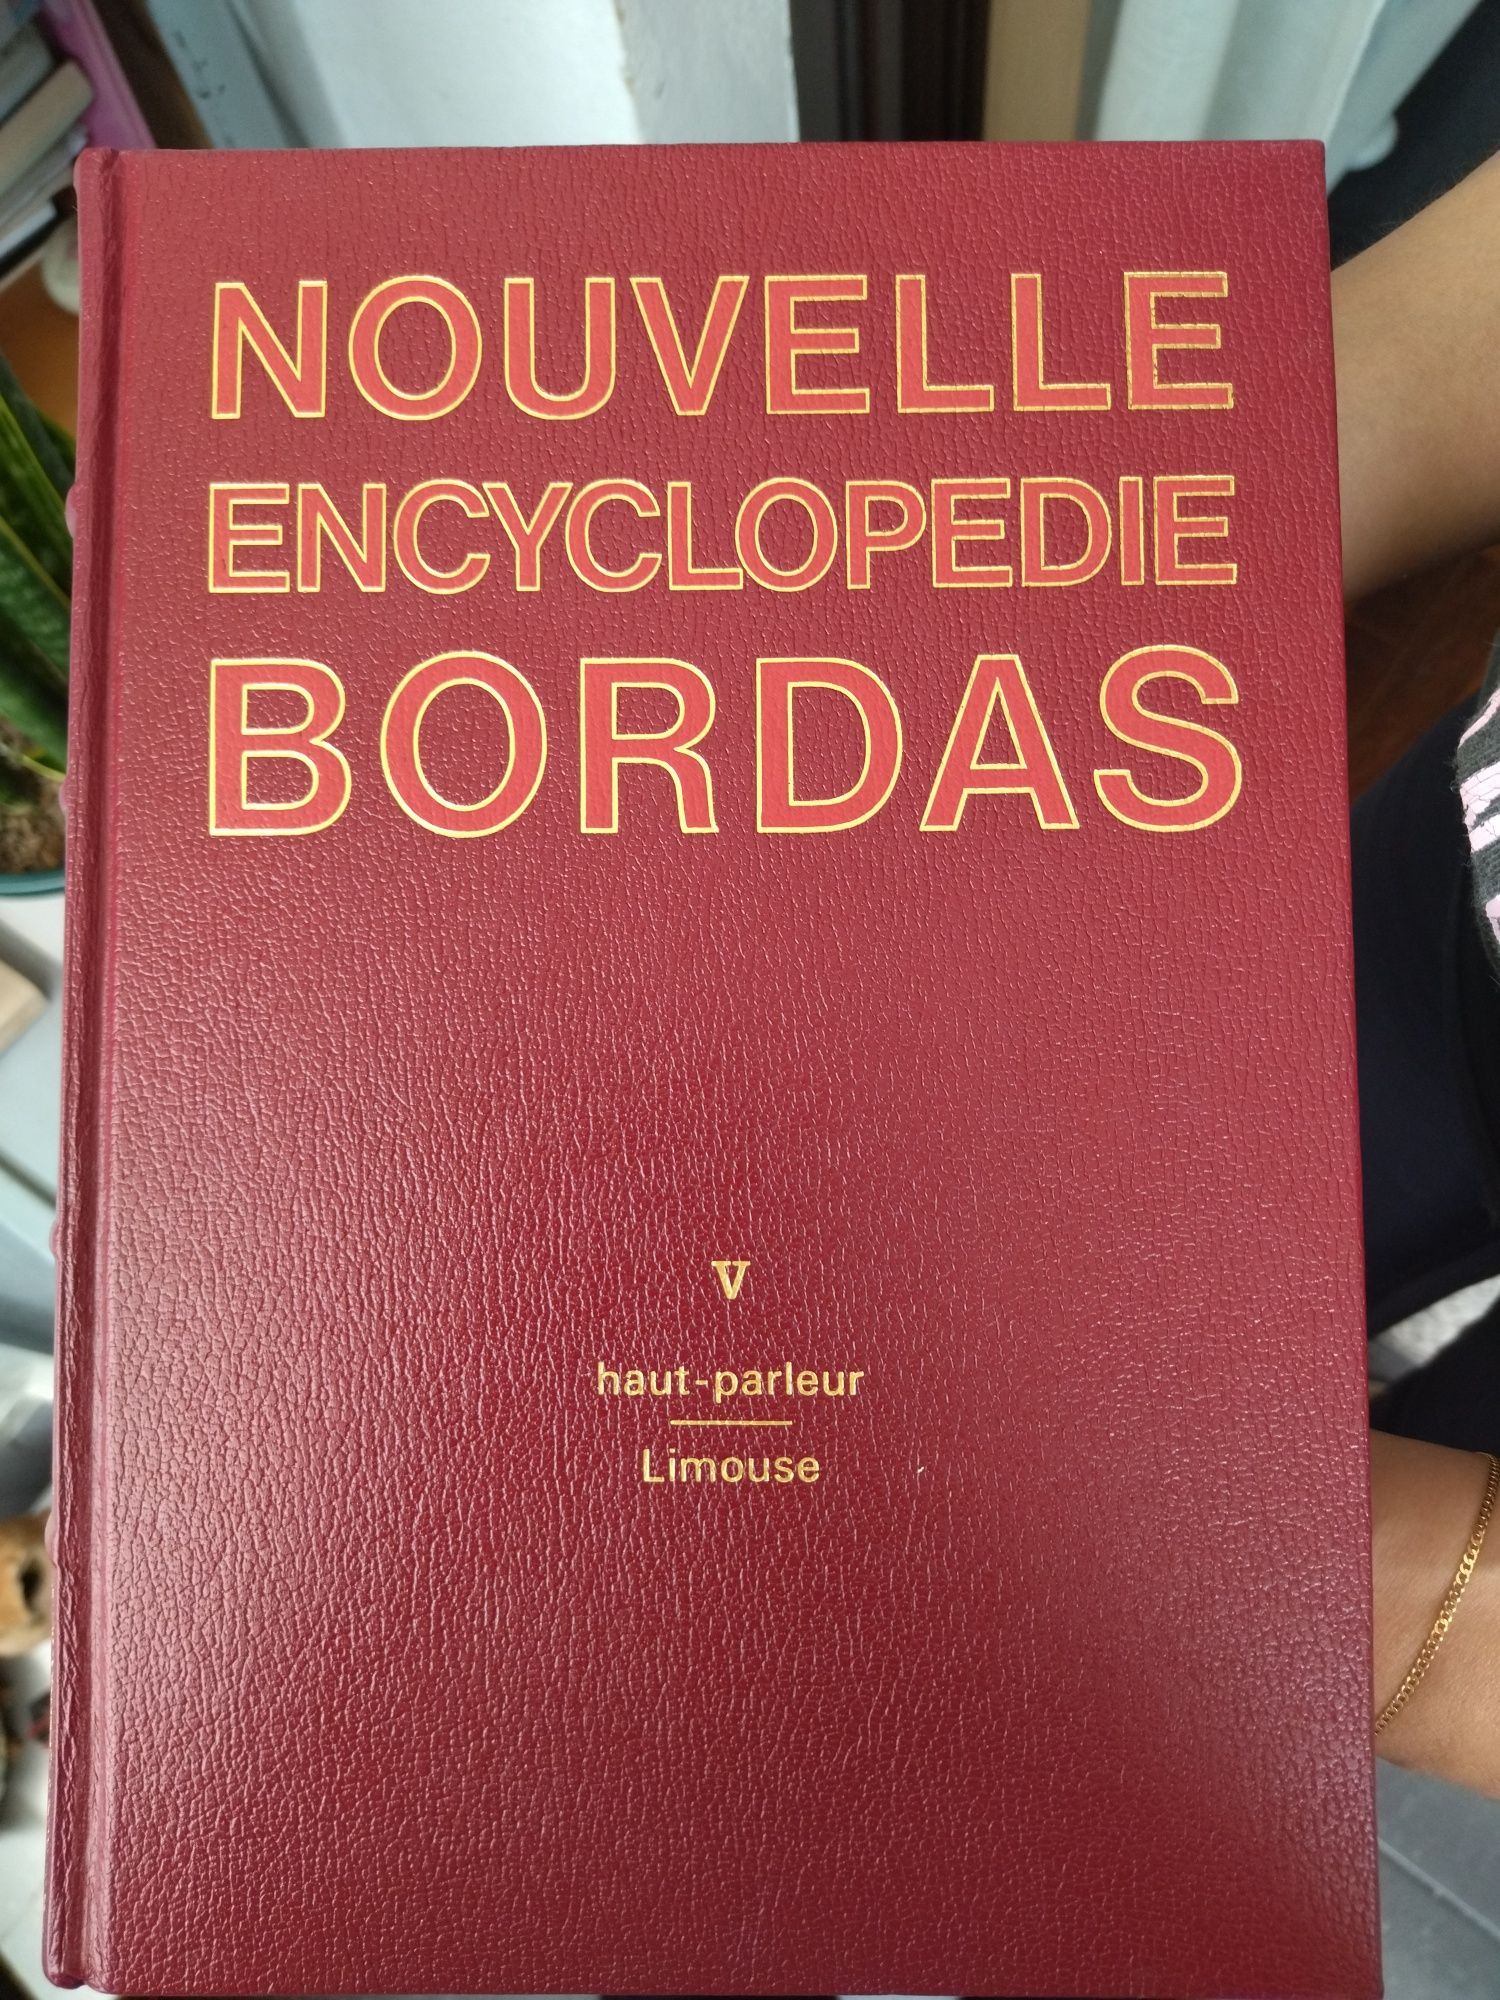 NOUVELLE
ENCYCLOPEDIE
BORDAS
V
haut-parleur
Limouse